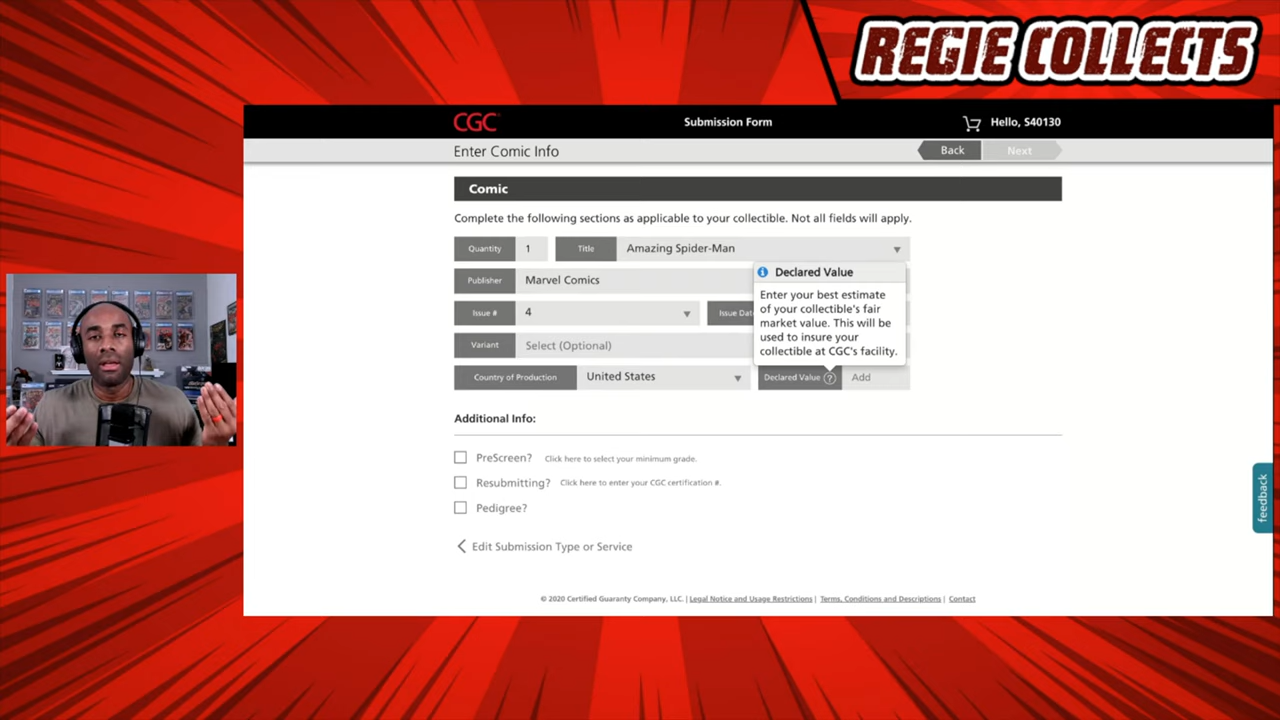 REGIE COLLECTS
CGC
Submission Form
Hello, S40130
Enter Comic Info
Back
Next
Comic
Complete the following sections as applicable to your collectible. Not all fields will apply.
Quantity 1 Title Amazing Spider-Man
Publisher Marvel Comics
Declared Value
Enter your best estimate
of your collectible's fair
market value. This will be
used to insure your
collectible at CGC's facility.
Issue # 4
Variant Select (Optional)
Country of Production United States Declared Value ? Add
Additional Info:
PreScreen? Click here to select your minimum grade.
Resubmitting? Click here to enter your CGC certification #.
Pedigree?
Edit Submission Type or Service
feedback
© 2020 Certified Guaranty Company, LLC. | Legal Notice and Usage Restrictions | Terms, Conditions and Descriptions | Contact